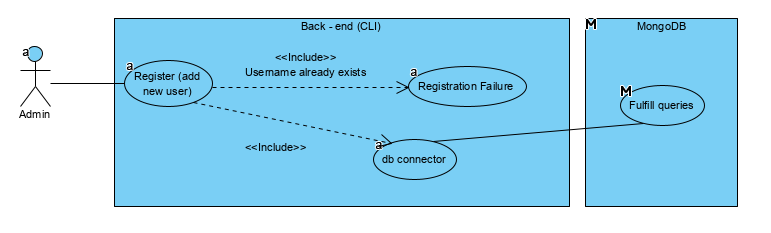 Back - end (CLI)
M
MongoDB
a
<<Include>>
a
Username already exists
a
Register (add
new user)
Registration Failure
M
Fulfill queries
Admin
<<Include>>
a
db connector